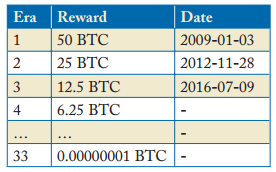 Era Reward Date
1 50 BTC 2009-01-03
2 25 BTC 2012-11-28
3 12.5 BTC 2016-07-09
4 6.25 BTC -
... ... -
33 0.00000001 BTC -